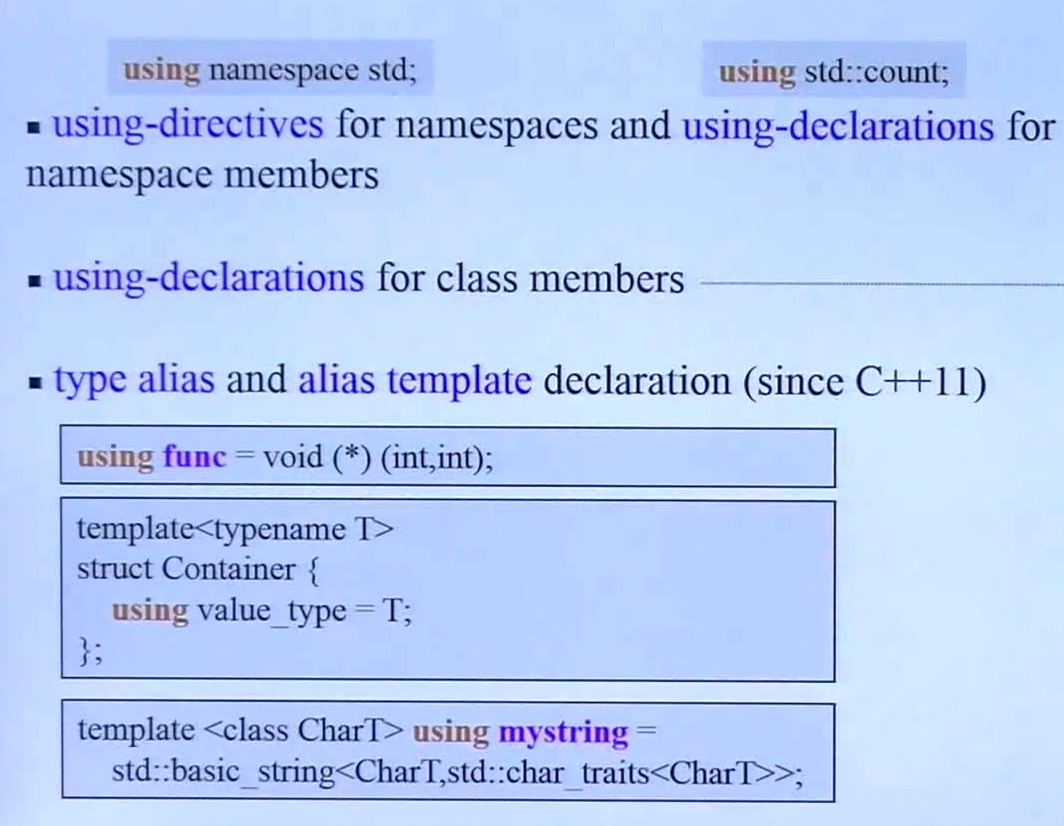 using namespace std;
using std::count;
▪ using-directives for namespaces and using-declarations for
namespace members
▪ using-declarations for class members
▪ type alias and alias template declaration (since C++11)
using func = void (*) (int,int);
template<typename T>
struct Container {
using value_type = T;
};
template <class CharT> using mystring =
std::basic_string<CharT,std::char_traits<CharT>>;